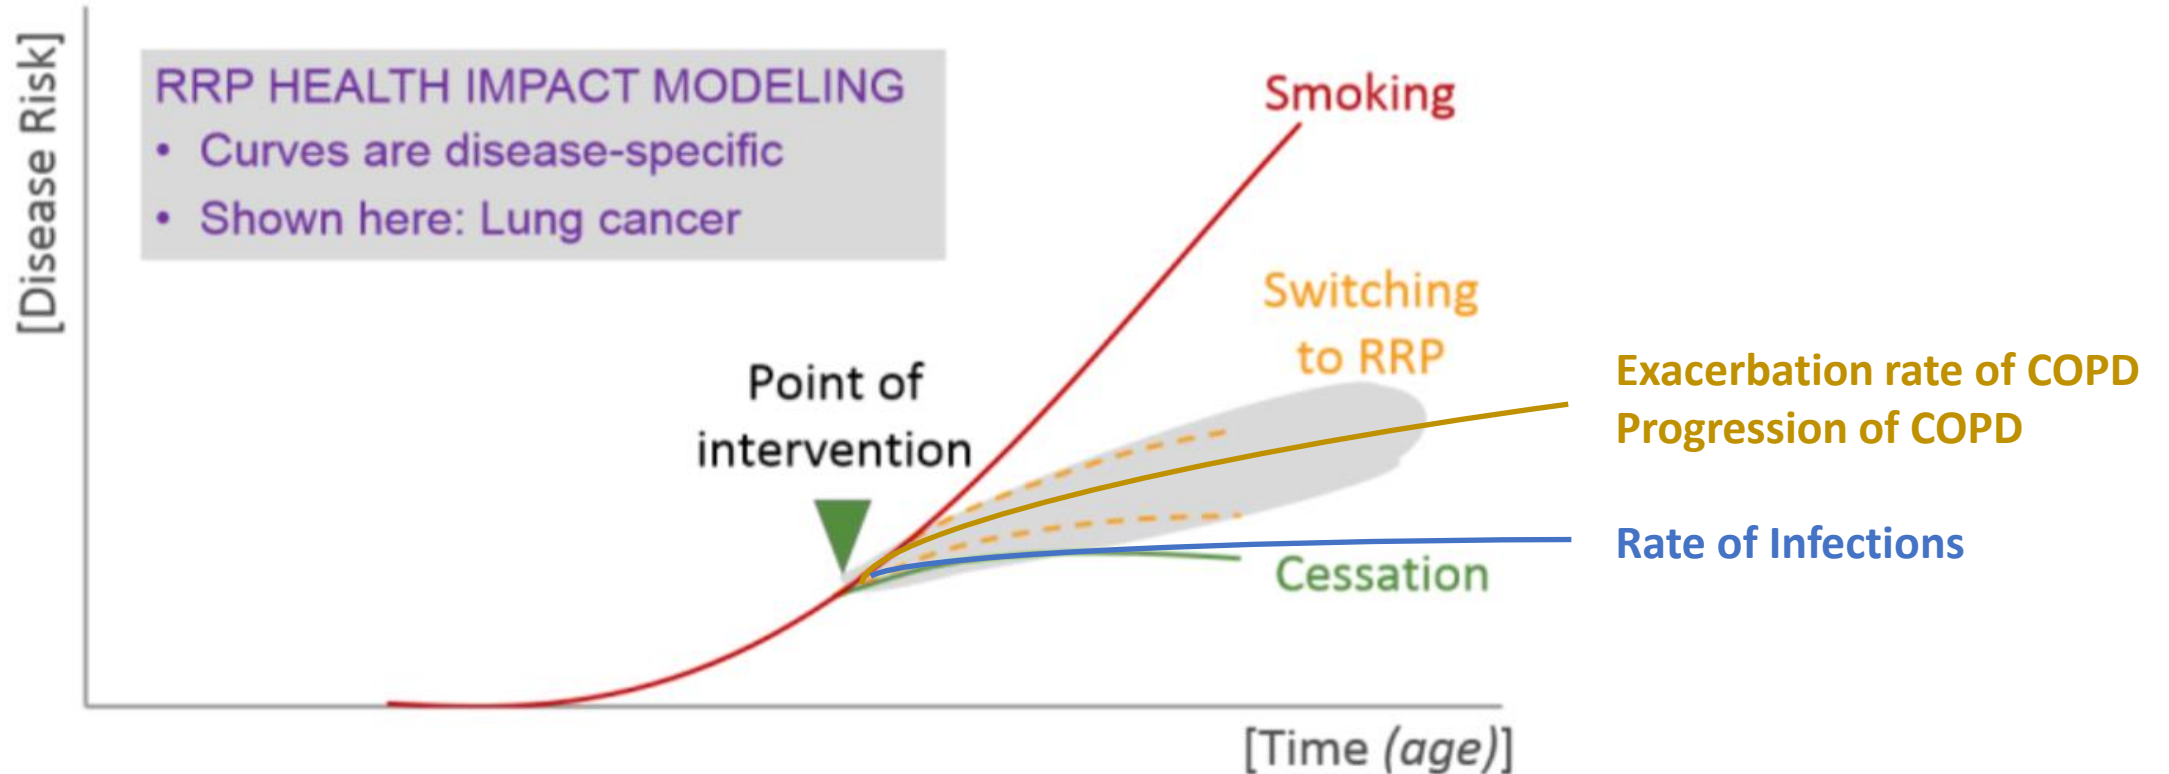 [Disease Risk]
RRP HEALTH IMPACT MODELING
• Curves are disease-specific
• Shown here: Lung cancer
Smoking
Switching
to RRP
Point of
intervention
Exacerbation rate of COPD
Progression of COPD
Rate of Infections
Cessation
[Time (age)]